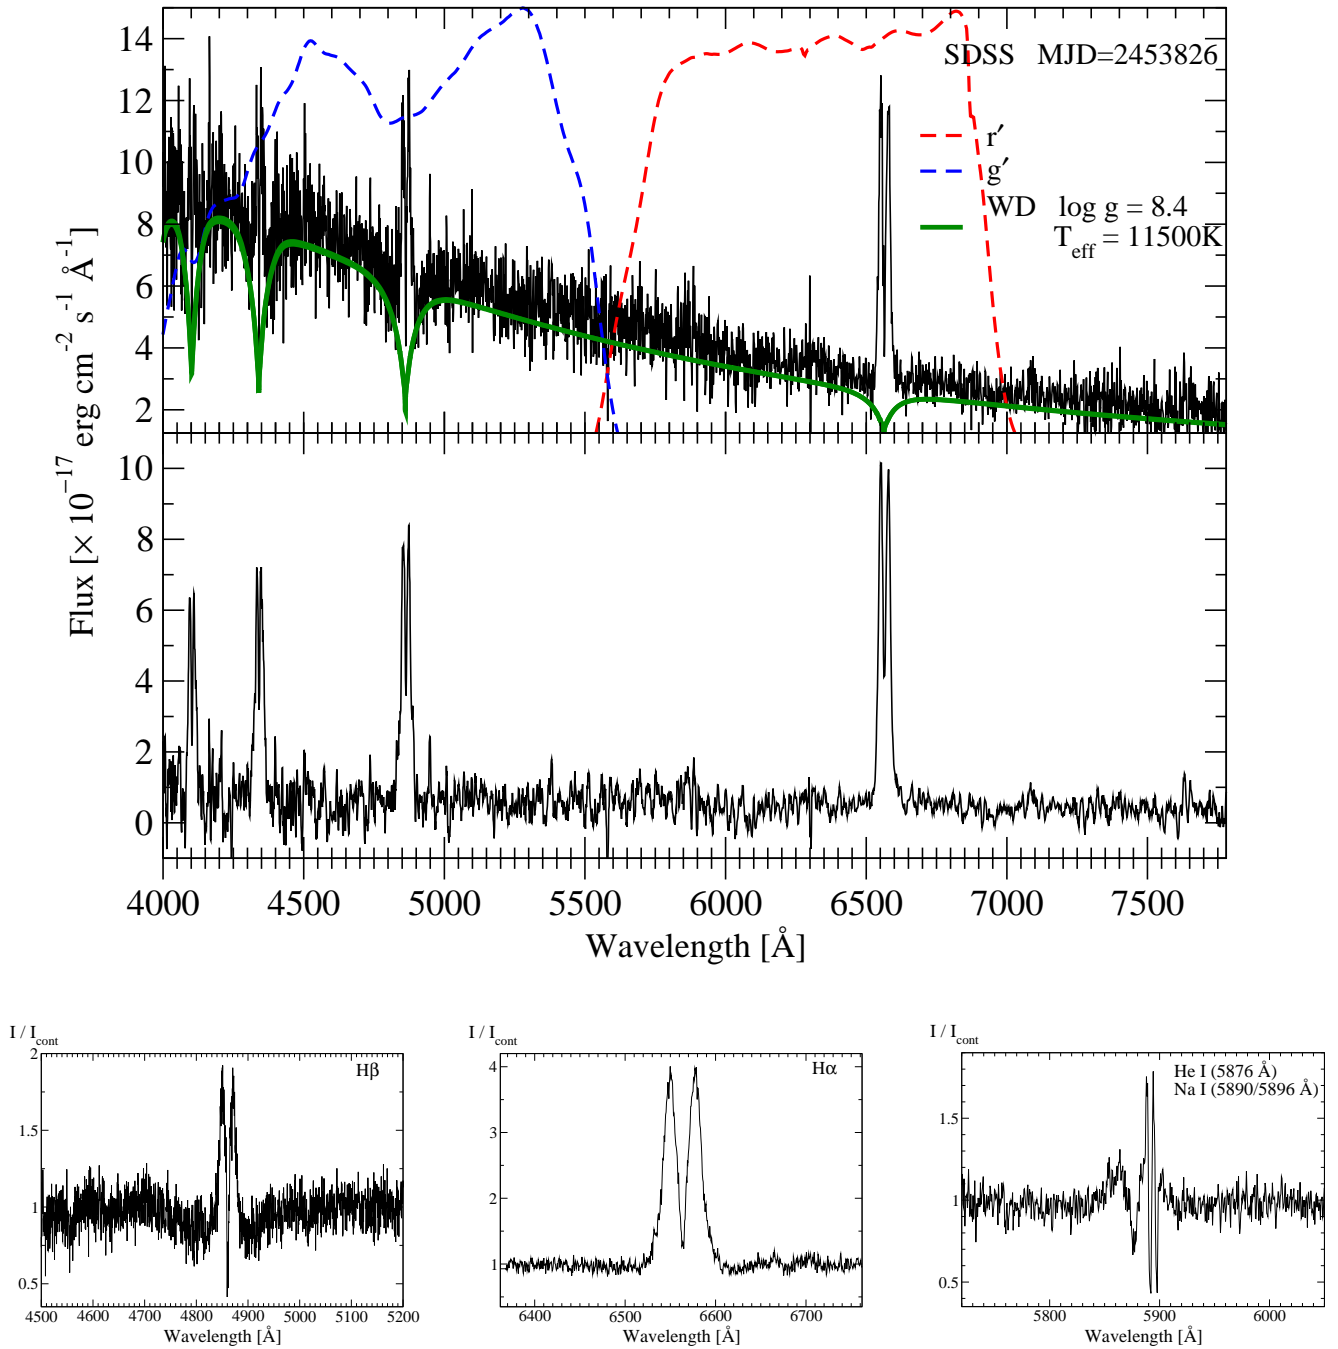 SDSS MJD=2453826
r′
g′
WD log g = 8.4
T_eff = 11500K
14
12
10
8
6
4
2
10
8
6
4
2
0
Flux [× 10⁻¹⁷ erg cm⁻² s⁻¹ Å⁻¹]
4000 4500 5000 5500 6000 6500 7000 7500
Wavelength [Å]
I / I_cont
Hβ
2
1.5
1
0.5
4500 4600 4700 4800 4900 5000 5100 5200
Wavelength [Å]
I / I_cont
Hα
4
3
2
1
6400 6500 6600 6700
Wavelength [Å]
I / I_cont
He I (5876 Å)
Na I (5890/5896 Å)
1.5
1
0.5
5800 5900 6000
Wavelength [Å]